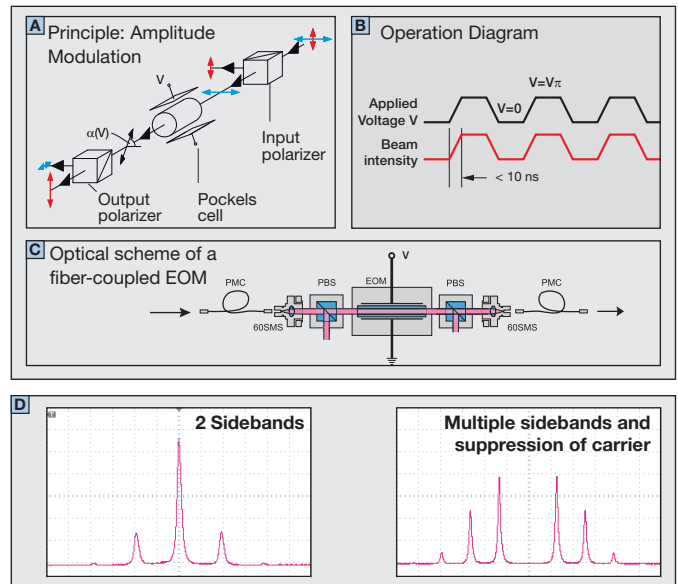 A Principle: Amplitude
Modulation
V
α(V)
Input
polarizer
Output
polarizer
Pockels
cell
B Operation Diagram
V=Vπ
Applied
Voltage V
V=0
Beam
intensity
< 10 ns
C Optical scheme of a
fiber-coupled EOM
V
PMC
PBS
EOM
PBS
PMC
60SMS
60SMS
D
T
2 Sidebands
Multiple sidebands and
suppression of carrier